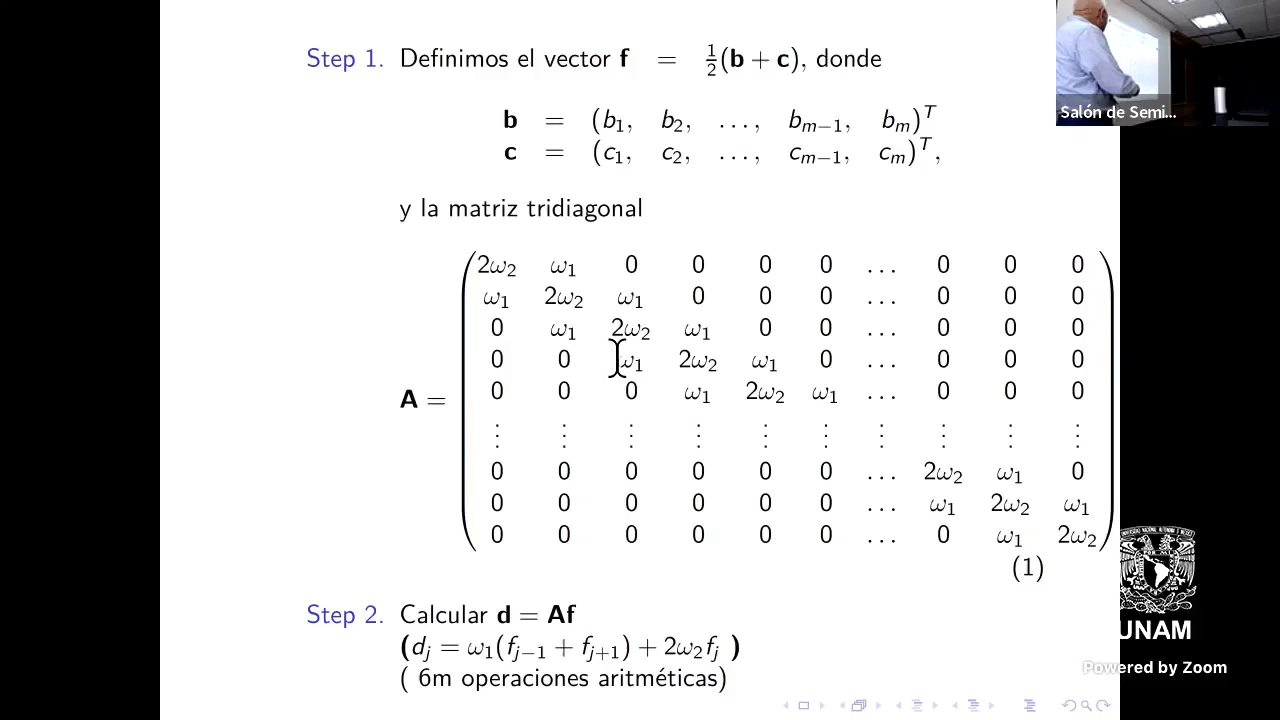 Step 1. Definimos el vector f = ½(b + c), donde
b = (b₁, b₂, ..., bₘ₋₁, bₘ)ᵀ
c = (c₁, c₂, ..., cₘ₋₁, cₘ)ᵀ,
y la matriz tridiagonal
2ω₂ ω₁ 0 0 0 0 ... 0 0 0
ω₁ 2ω₂ ω₁ 0 0 0 ... 0 0 0
0 ω₁ 2ω₂ ω₁ 0 0 ... 0 0 0
0 0 ω₁ 2ω₂ ω₁ 0 ... 0 0 0
A = 0 0 0 ω₁ 2ω₂ ω₁ ... 0 0 0
⋮ ⋮ ⋮ ⋮ ⋮ ⋮ ⋮ ⋮ ⋮ ⋮
0 0 0 0 0 0 ... 2ω₂ ω₁ 0
0 0 0 0 0 0 ... ω₁ 2ω₂ ω₁
0 0 0 0 0 0 ... 0 ω₁ 2ω₂
(1)
Step 2. Calcular d = Af
(dⱼ = ω₁(fⱼ₋₁ + fⱼ₊₁) + 2ω₂fⱼ )
( 6m operaciones aritméticas)
Salón de Semi...
UNAM
Powered by Zoom